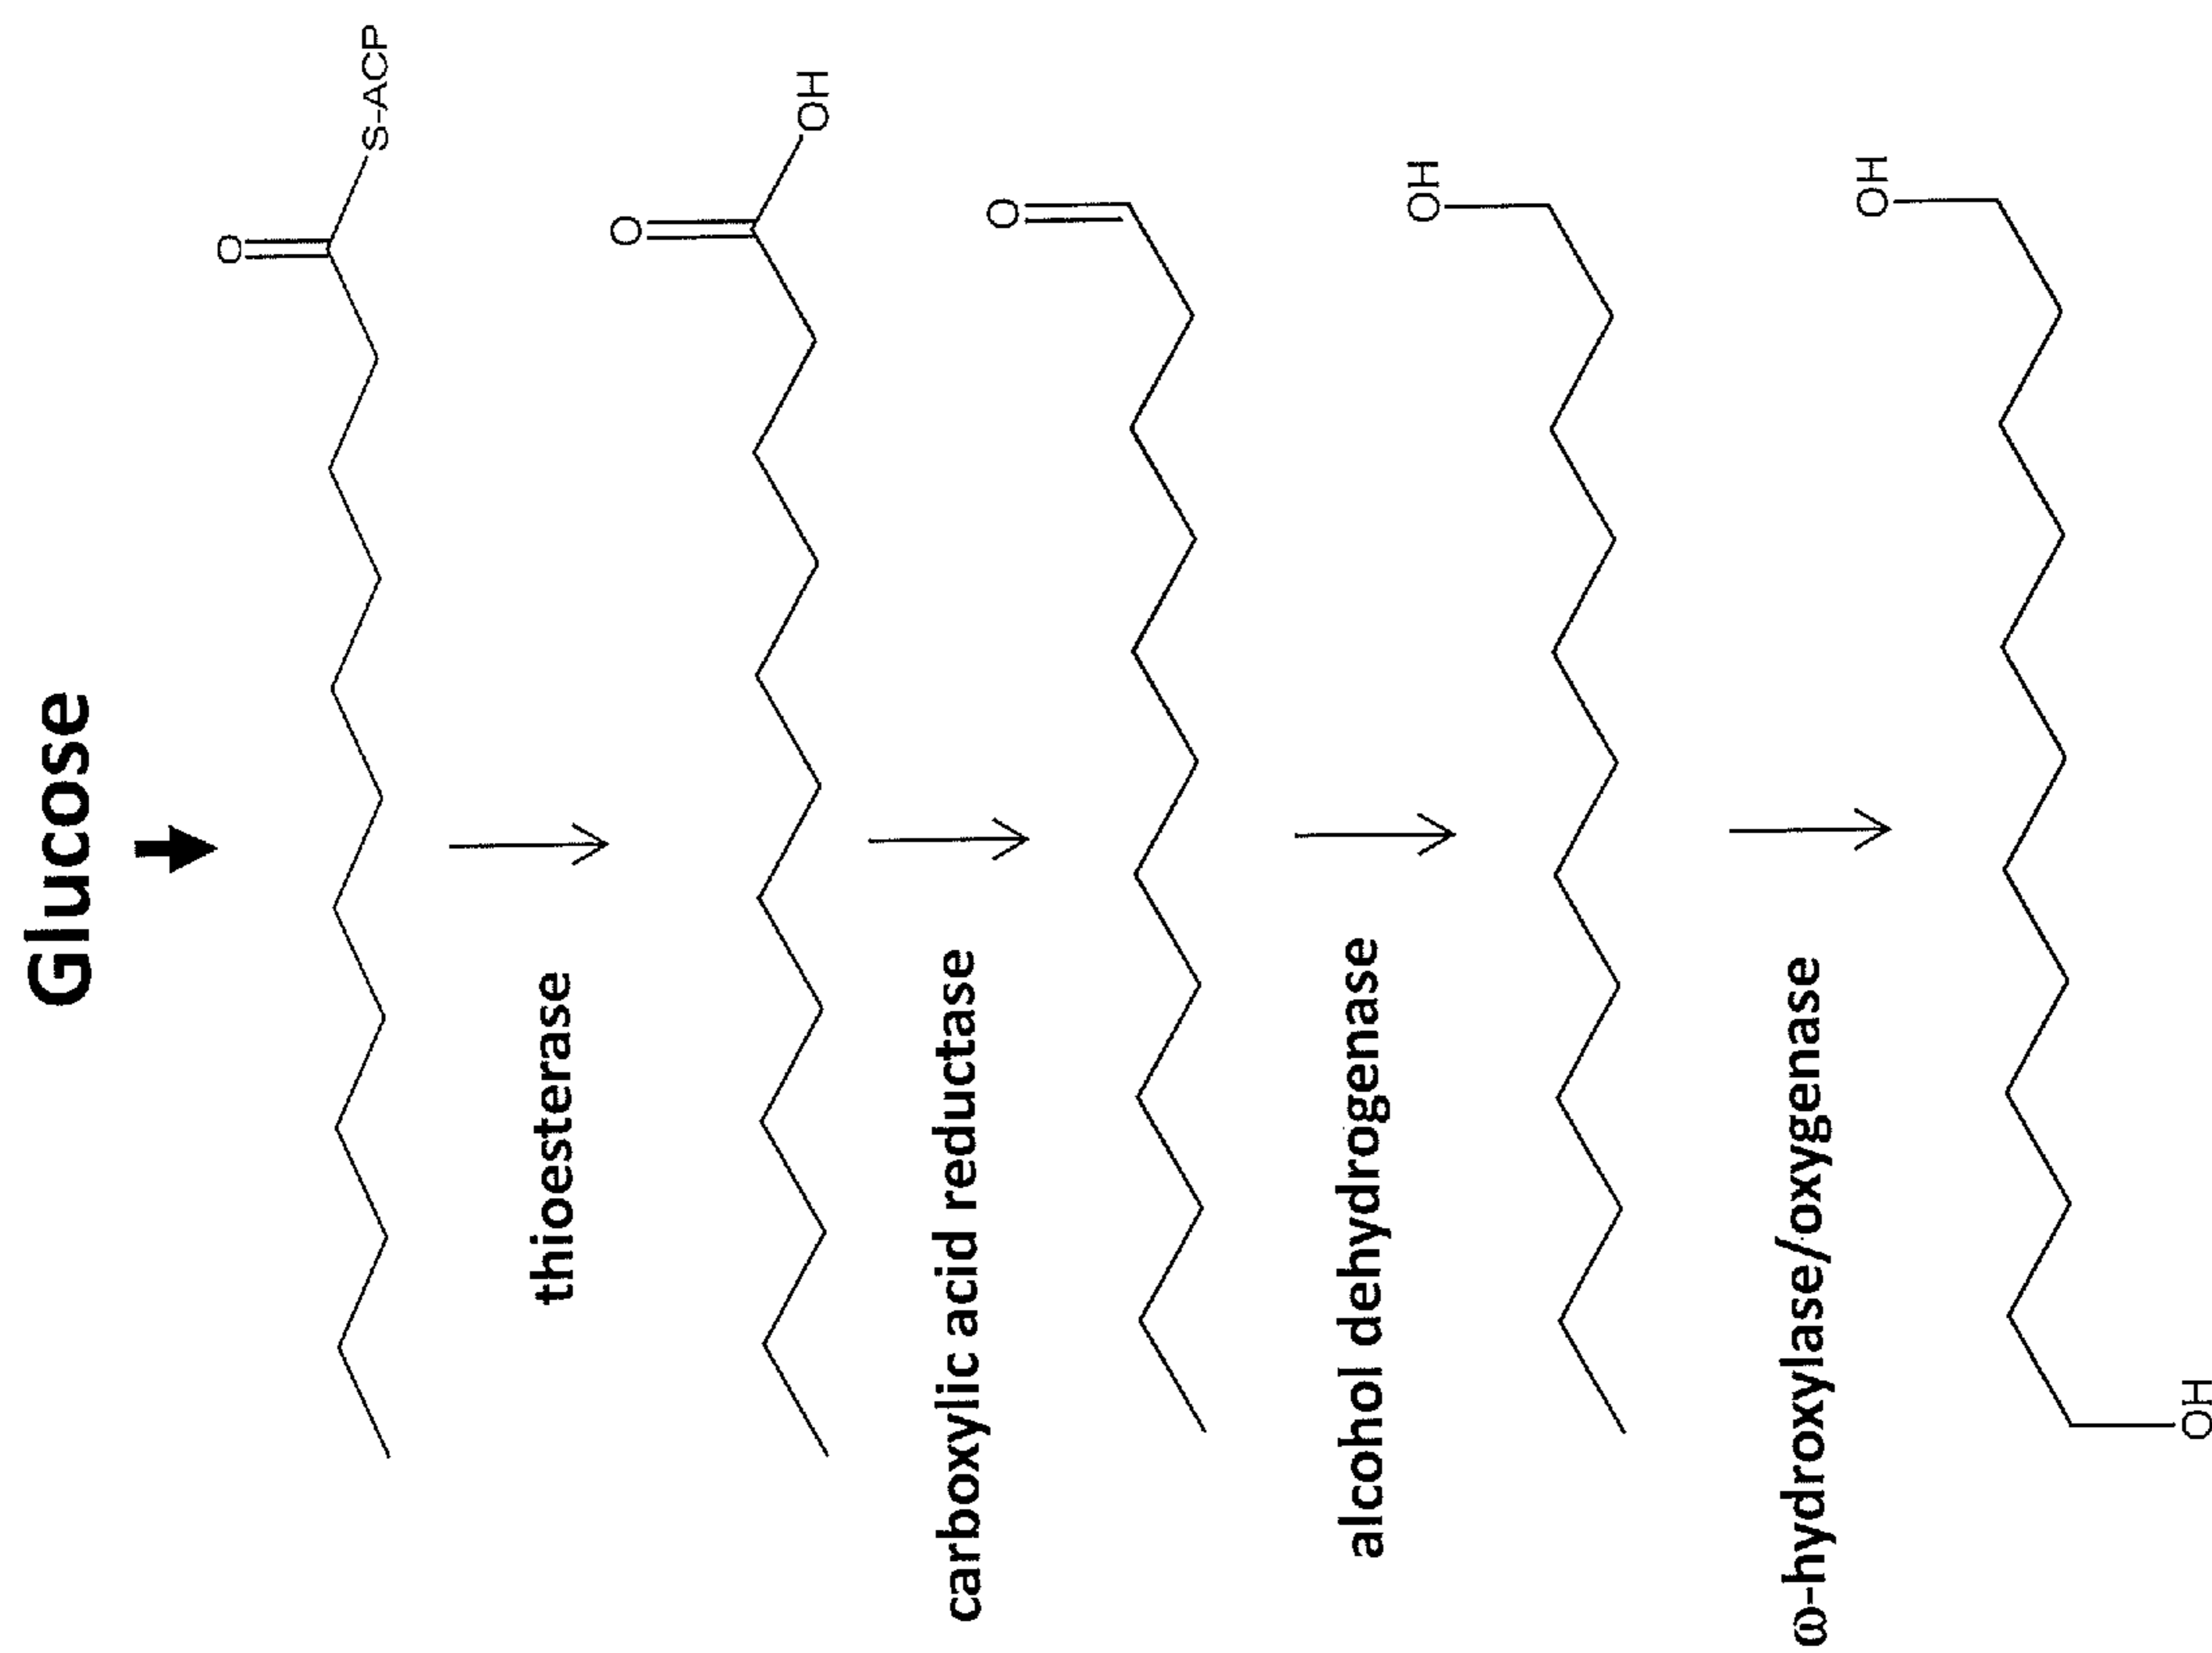 Glucose
O
S-ACP
thioesterase
O
OH
carboxylic acid reductase
O
alcohol dehydrogenase
OH
ω-hydroxylase/oxygenase
OH
OH